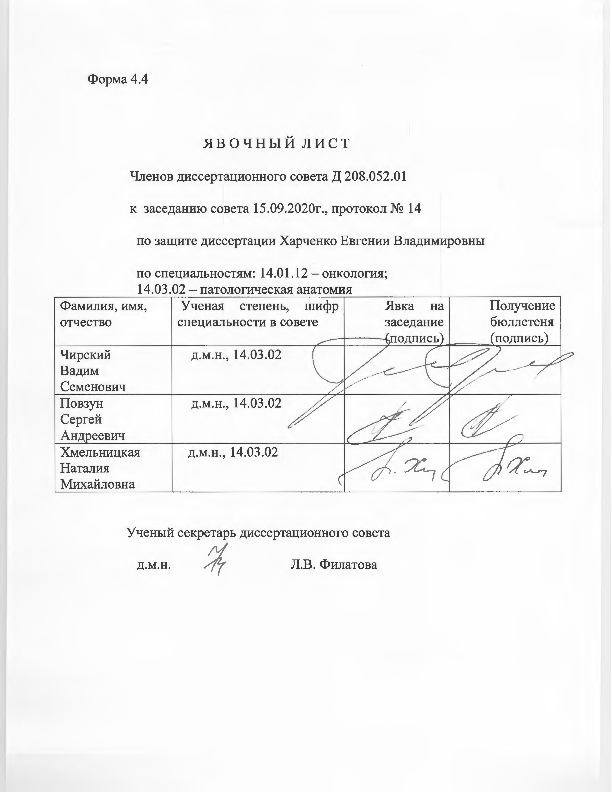 Форма 4.4
ЯВОЧНЫЙ ЛИСТ
Членов диссертационного совета Д 208.052.01
к заседанию совета 15.09.2020г., протокол № 14
по защите диссертации Харченко Евгении Владимировны
по специальностям: 14.01.12 – онкология;
14.03.02 – патологическая анатомия
Фамилия, имя, отчество
Ученая степень, шифр специальности в совете
Явка на заседание (подпись)
Получение бюллетеня (подпись)
Чирский Вадим Семенович
д.м.н., 14.03.02
Повзун Сергей Андреевич
д.м.н., 14.03.02
Хмельницкая Наталия Михайловна
д.м.н., 14.03.02
Ученый секретарь диссертационного совета
д.м.н. Л.В. Филатова